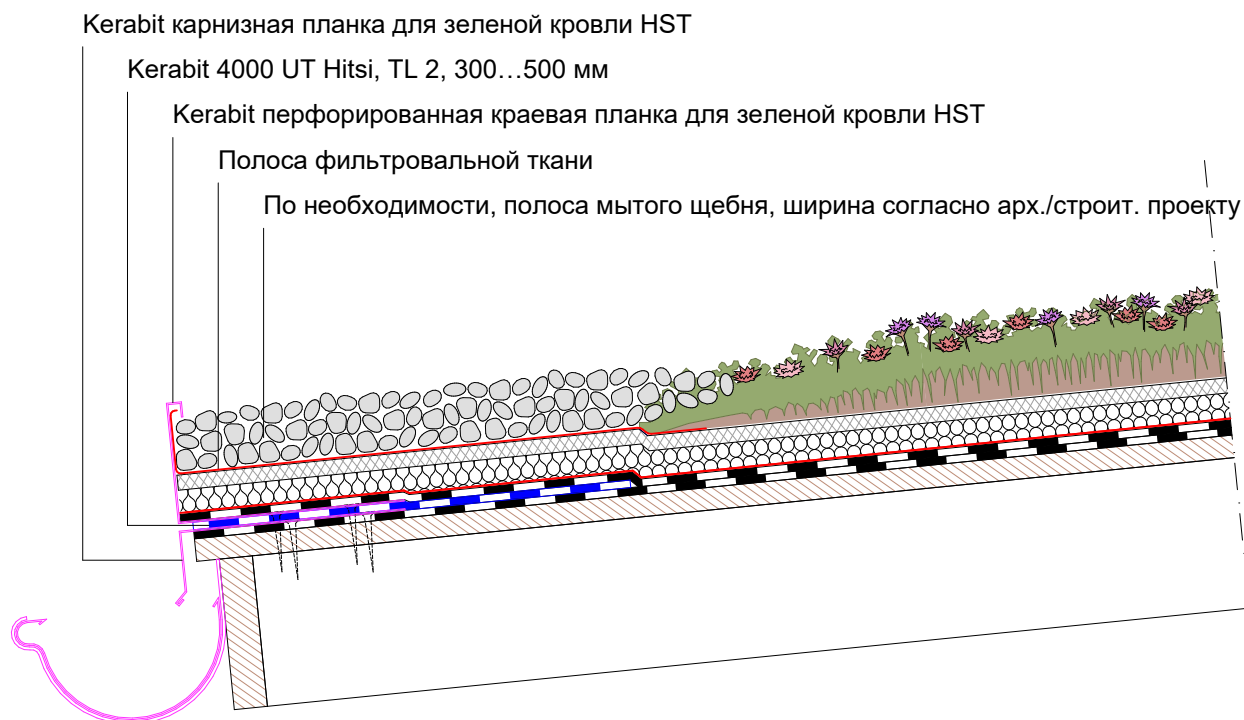 Kerabit карнизная планка для зеленой кровли HST
Kerabit 4000 UT Hitsi, TL 2, 300…500 мм
Kerabit перфорированная краевая планка для зеленой кровли HST
Полоса фильтровальной ткани
По необходимости, полоса мытого щебня, ширина согласно арх./строит. проекту